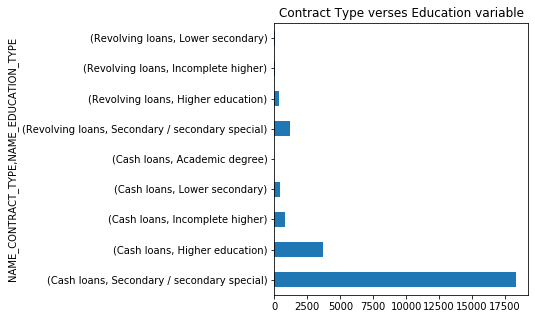 Contract Type verses Education variable
NAME_CONTRACT_TYPE,NAME_EDUCATION_TYPE
(Revolving loans, Lower secondary)
(Revolving loans, Incomplete higher)
(Revolving loans, Higher education)
(Revolving loans, Secondary / secondary special)
(Cash loans, Academic degree)
(Cash loans, Lower secondary)
(Cash loans, Incomplete higher)
(Cash loans, Higher education)
(Cash loans, Secondary / secondary special)
0 2500 5000 7500 10000 12500 15000 17500